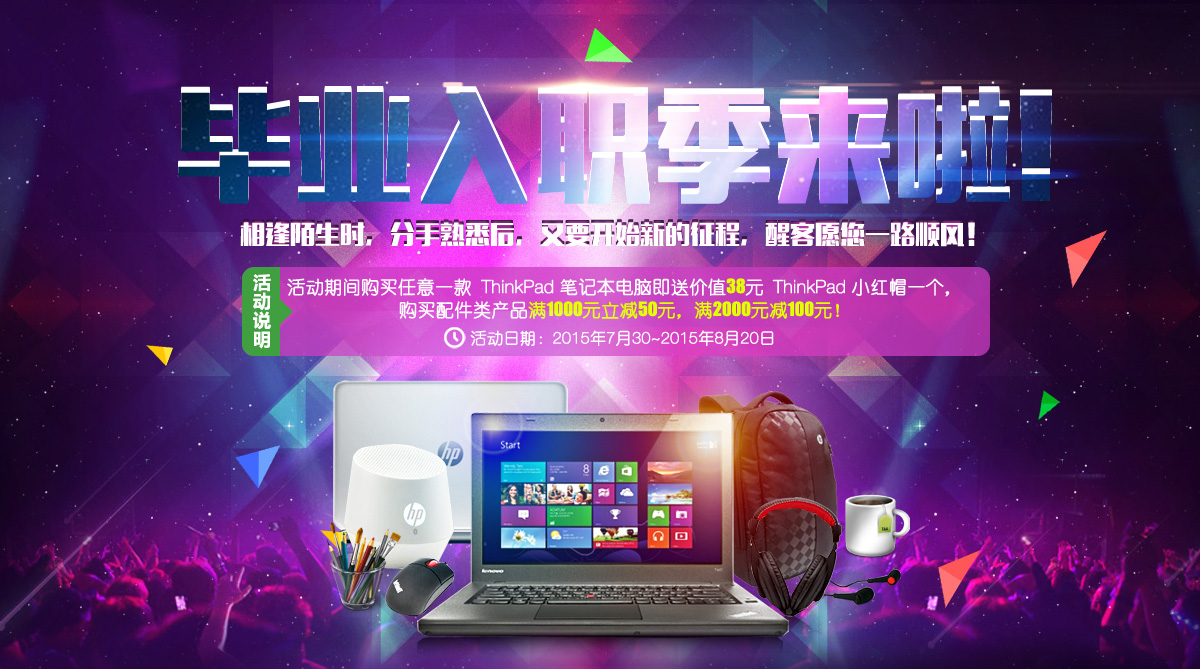 毕业入职季来啦!
相逢陌生时，分手熟悉后，又要开始新的征程，醒客愿您一路顺风！
活动说明
活动期间购买任意一款 ThinkPad 笔记本电脑即送价值38元 ThinkPad 小红帽一个，
购买配件类产品满1000元立减50元，满2000元减100元！
活动日期：2015年7月30~2015年8月20日
hp
hp
Start
lenovo